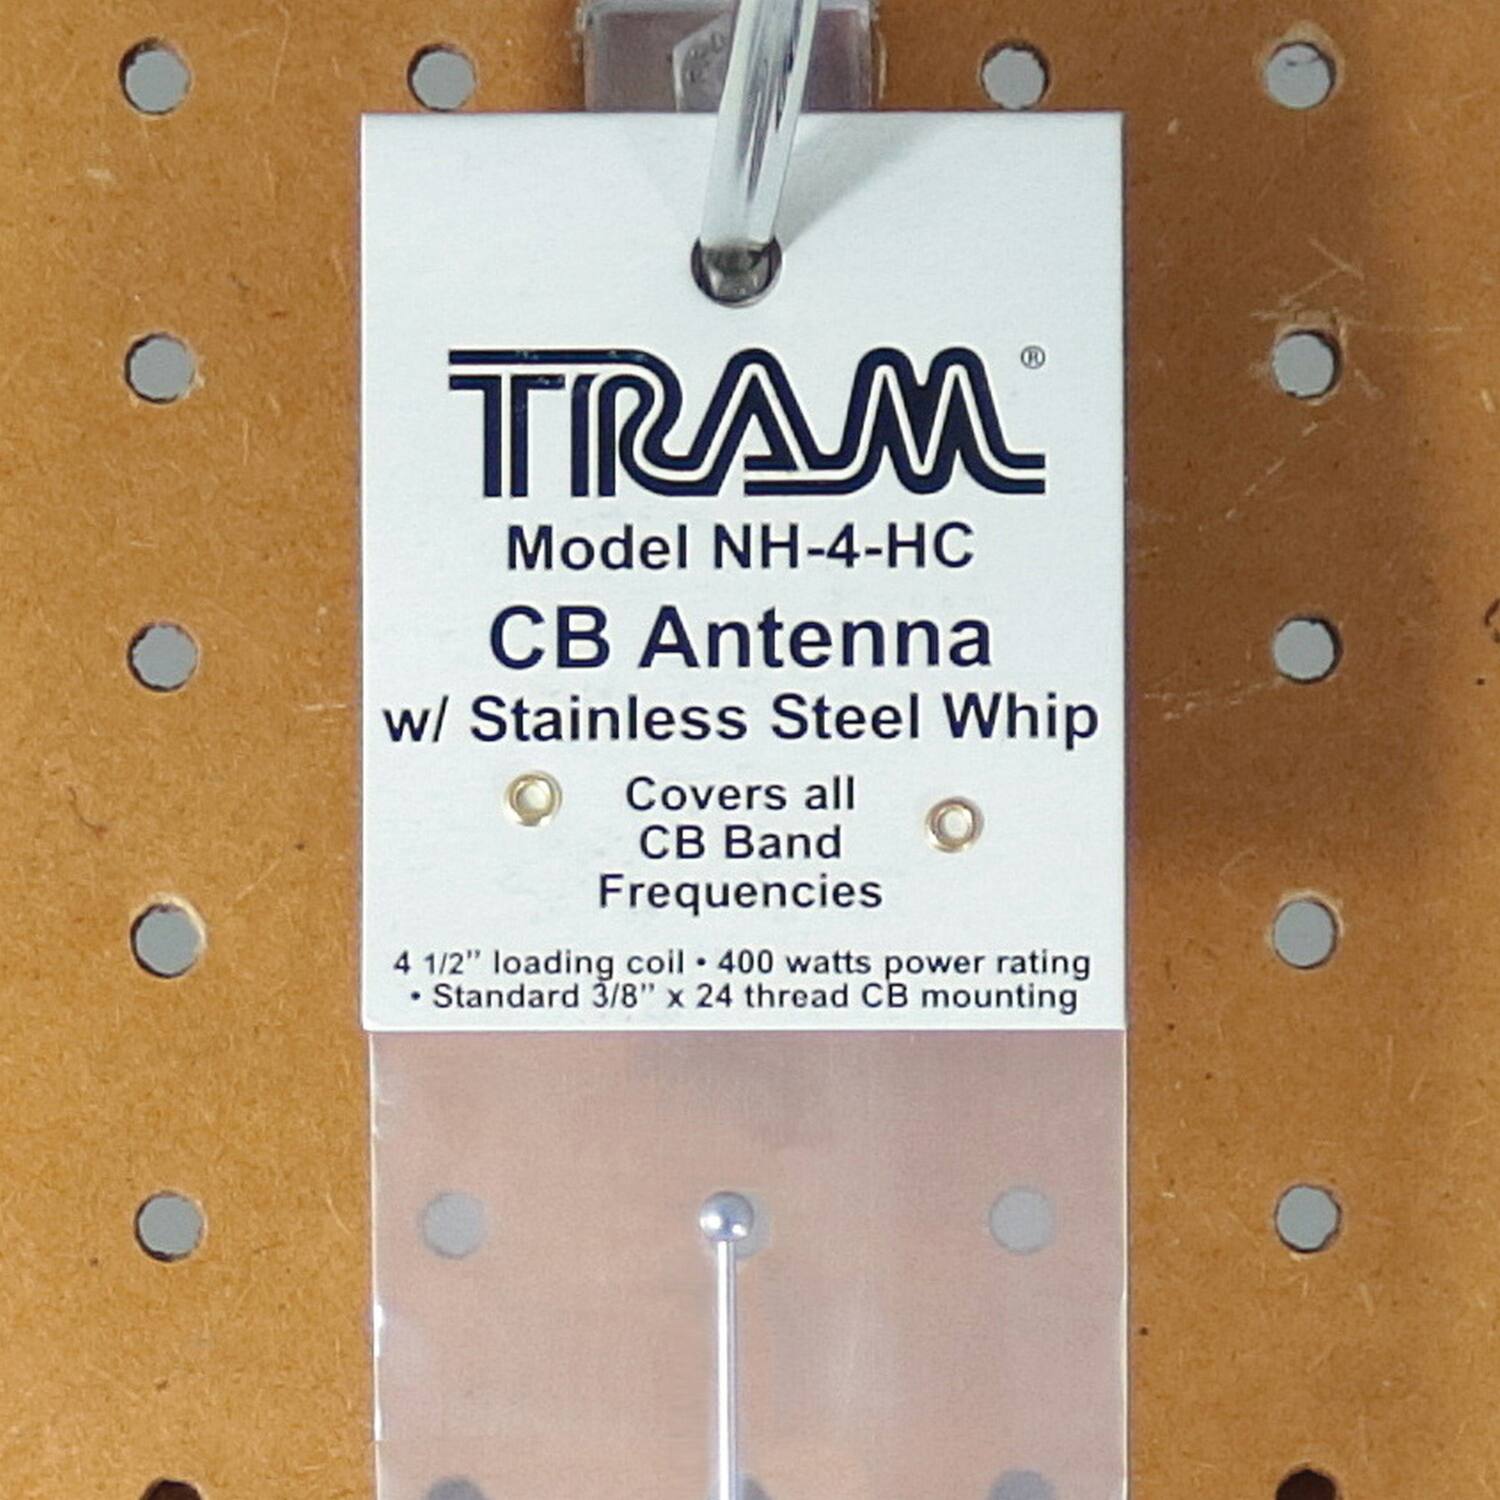 TRAM®
Model NH-4-HC
CB Antenna
w/ Stainless Steel Whip
Covers all
CB Band
Frequencies
4 1/2” loading coil • 400 watts power rating
• Standard 3/8” x 24 thread CB mounting